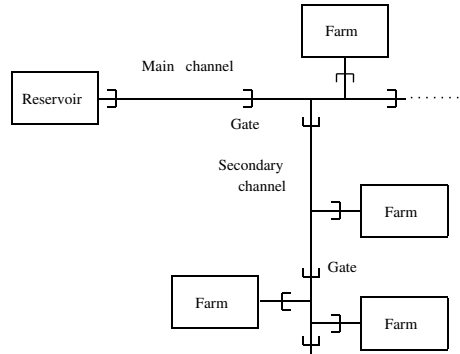 Farm
Main channel
Reservoir
Gate
Secondary
channel
Farm
Gate
Farm
Farm